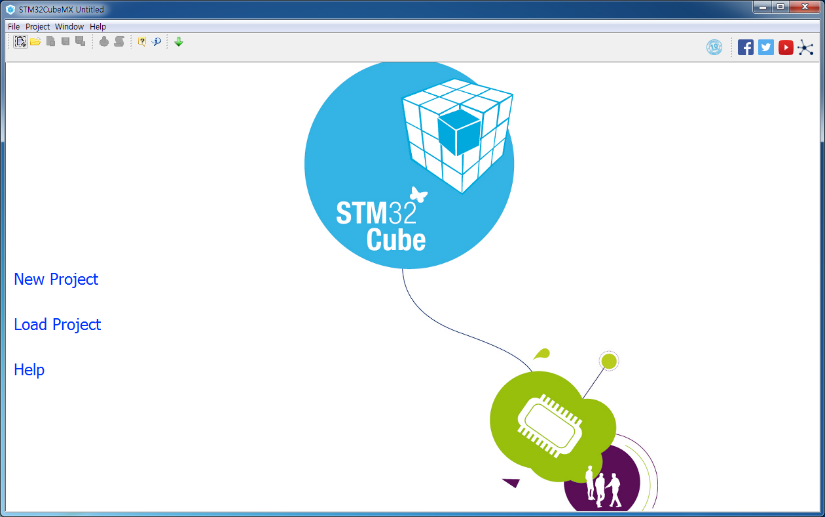 STM32CubeMX Untitled
File Project Window Help
STM32
Cube
New Project
Load Project
Help